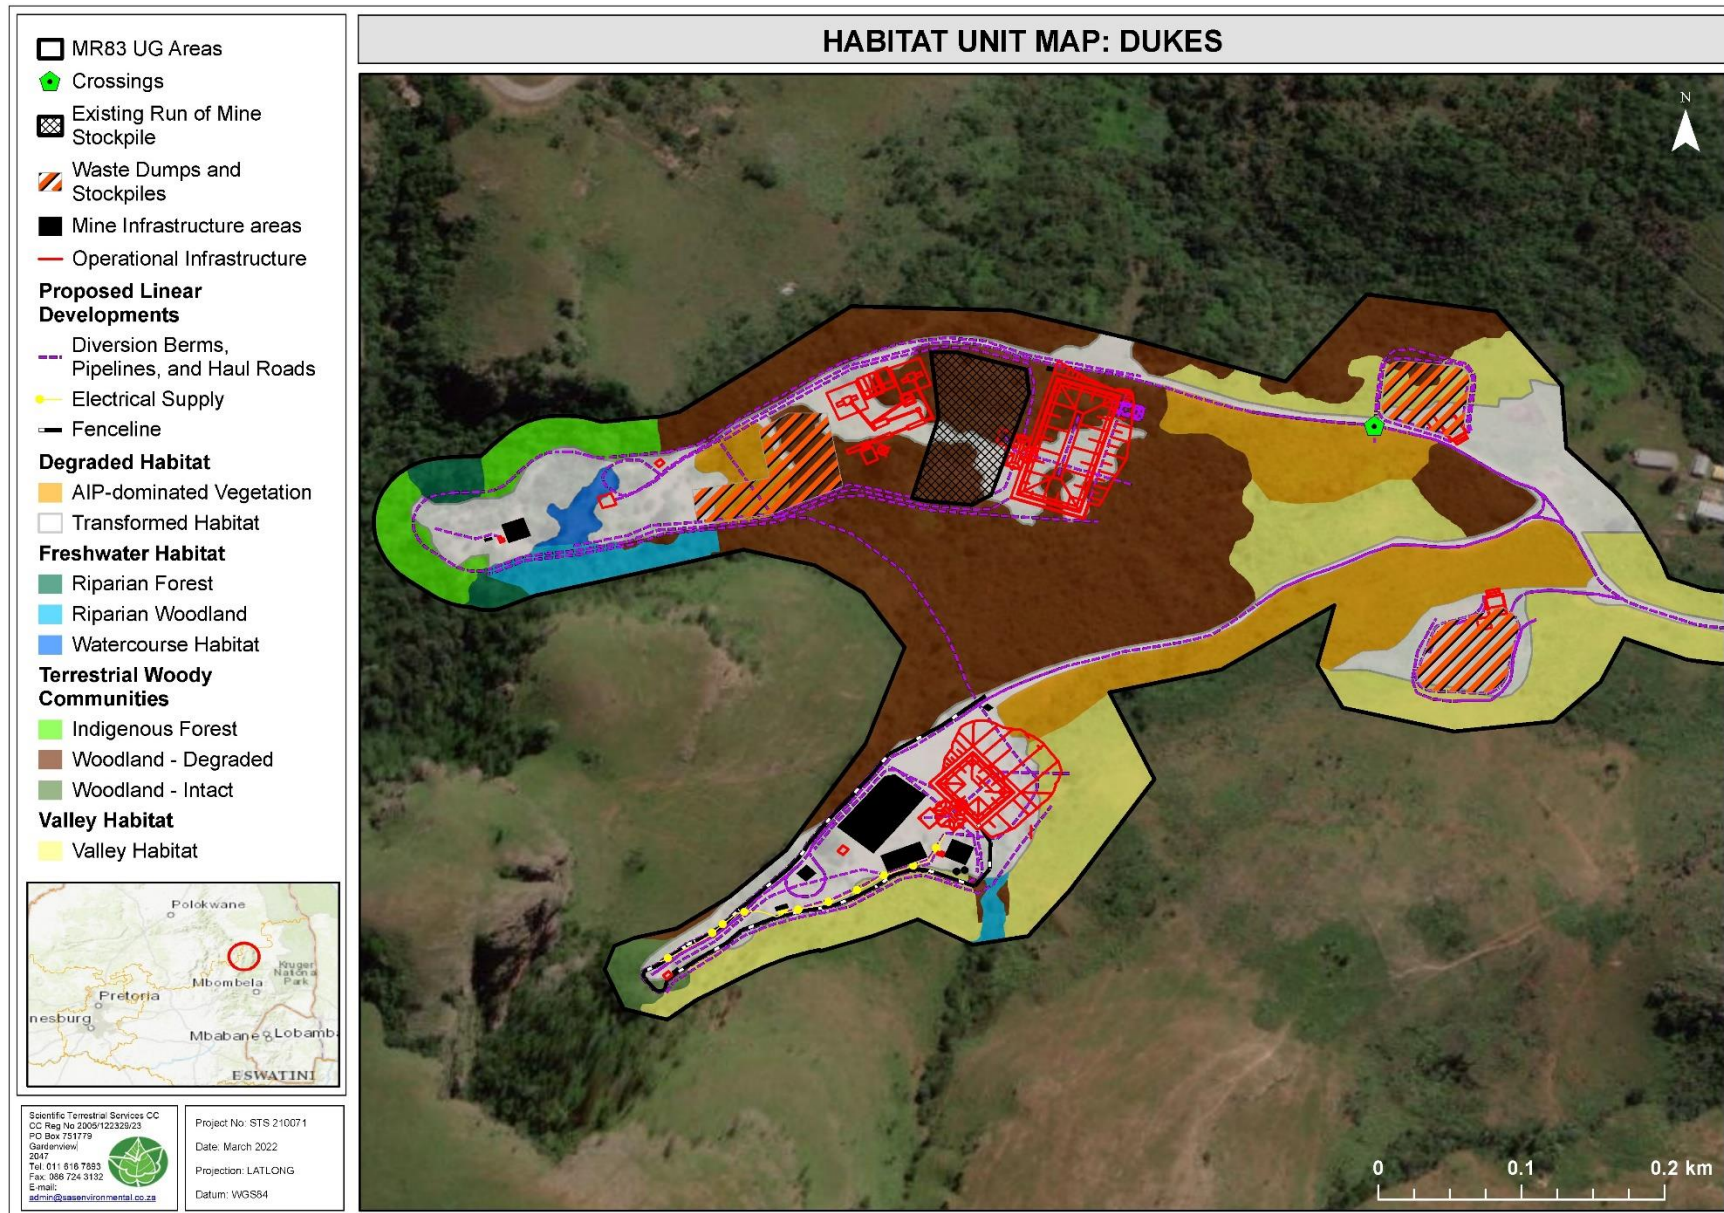 HABITAT UNIT MAP: DUKES
MR83 UG Areas
Crossings
Existing Run of Mine
Stockpile
Waste Dumps and
Stockpiles
Mine Infrastructure areas
Operational Infrastructure
Proposed Linear
Developments
Diversion Berms,
Pipelines, and Haul Roads
Electrical Supply
Fenceline
Degraded Habitat
AIP-dominated Vegetation
Transformed Habitat
Freshwater Habitat
Riparian Forest
Riparian Woodland
Watercourse Habitat
Terrestrial Woody
Communities
Indigenous Forest
Woodland - Degraded
Woodland - Intact
Valley Habitat
Valley Habitat
Polokwane
Kruger
National
Park
Mbombela
Pretoria
nesburg
Mbabane
Lobamb
ESWATINI
Scientific Terrestrial Services CC
CC Reg No 2005/122329/23
PO Box 751779
Gardenview
2047
Tel: 011 616 7893
Fax: 086 724 3132
E-mail:
admin@sasenvironmental.co.za
Project No: STS 210071
Date: March 2022
Projection: LATLONG
Datum: WGS84
N
0 0.1 0.2 km